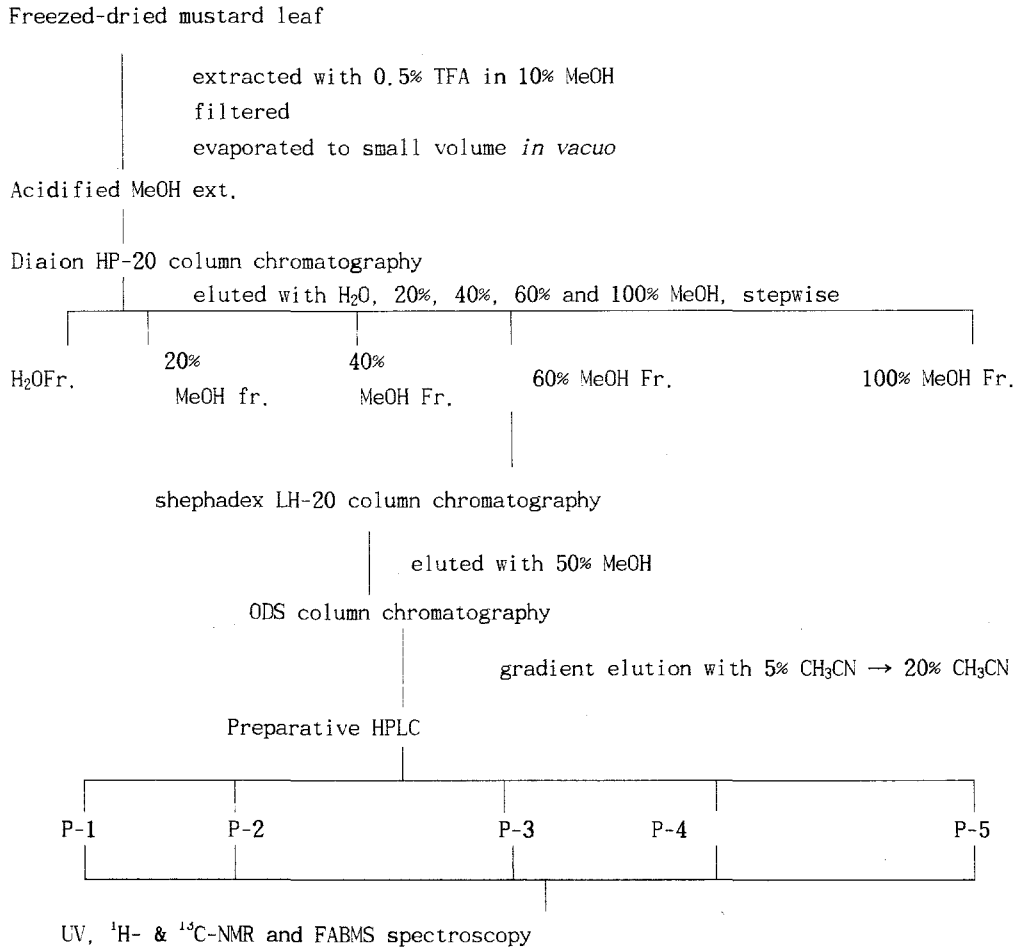 Freezed-dried mustard leaf
extracted with 0.5% TFA in 10% MeOH
filtered
evaporated to small volume in vacuo
Acidified MeOH ext.
Diaion HP-20 column chromatography
eluted with H₂O, 20%, 40%, 60% and 100% MeOH, stepwise
H₂OFr.
20%
MeOH fr.
40%
MeOH Fr.
60% MeOH Fr.
100% MeOH Fr.
shephadex LH-20 column chromatography
eluted with 50% MeOH
ODS column chromatography
gradient elution with 5% CH₃CN → 20% CH₃CN
Preparative HPLC
P-1 P-2 P-3 P-4 P-5
UV, ¹H- & ¹³C-NMR and FABMS spectroscopy